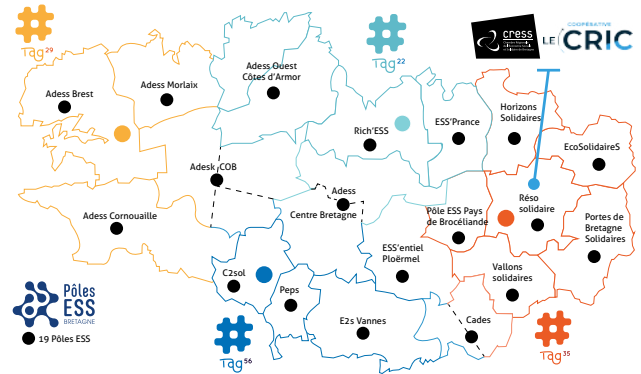 Tag29
Tag22
cress
LE
COOPÉRATIVE
CRIC
Adess Brest
Adess Morlaix
Adess Ouest
Côtes d'Armor
Rich'ESS
ESS'Prance
Horizons
Solidaires
EcoSolidaireS
Adesk COB
Adess
Centre Bretagne
Adess Cornouaille
Pôle ESS Pays
de Brocéliande
Réso
solidaire
Portes de
Bretagne
Solidaires
ESS'entiel
Ploërmel
Vallons
solidaires
C2sol
Peps
E2s Vannes
Cades
Pôles
ESS
BRETAGNE
19 Pôles ESS
Tag56
Tag35